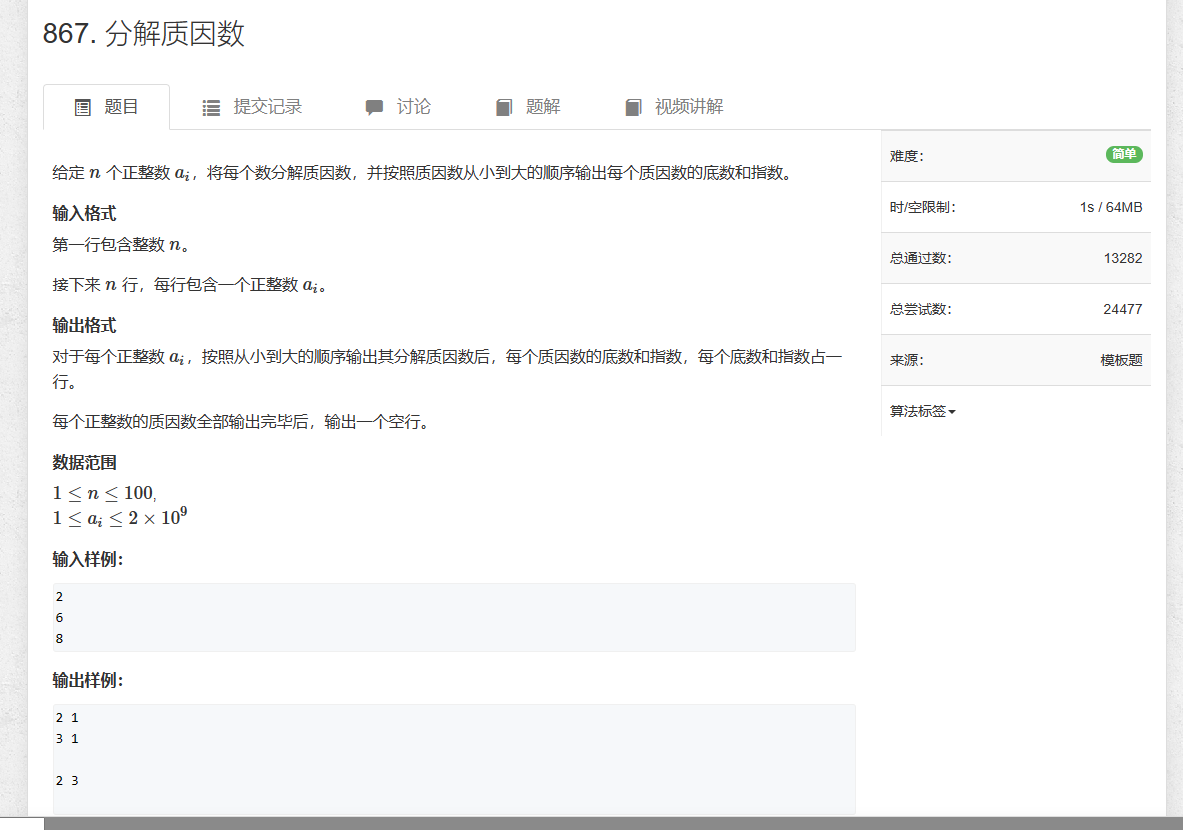 867. 分解质因数
题目
提交记录
讨论
题解
视频讲解
给定 n 个正整数 aᵢ，将每个数分解质因数，并按照质因数从小到大的顺序输出每个质因数的底数和指数。
输入格式
第一行包含整数 n。
接下来 n 行，每行包含一个正整数 aᵢ。
输出格式
对于每个正整数 aᵢ，按照从小到大的顺序输出其分解质因数后，每个质因数的底数和指数，每个底数和指数占一
行。
每个正整数的质因数全部输出完毕后，输出一个空行。
数据范围
1 ≤ n ≤ 100,
1 ≤ aᵢ ≤ 2 × 10⁹
输入样例：
2
6
8
输出样例：
2 1
3 1
2 3
难度：
简单
时/空限制：
1s / 64MB
总通过数：
13282
总尝试数：
24477
来源：
模板题
算法标签